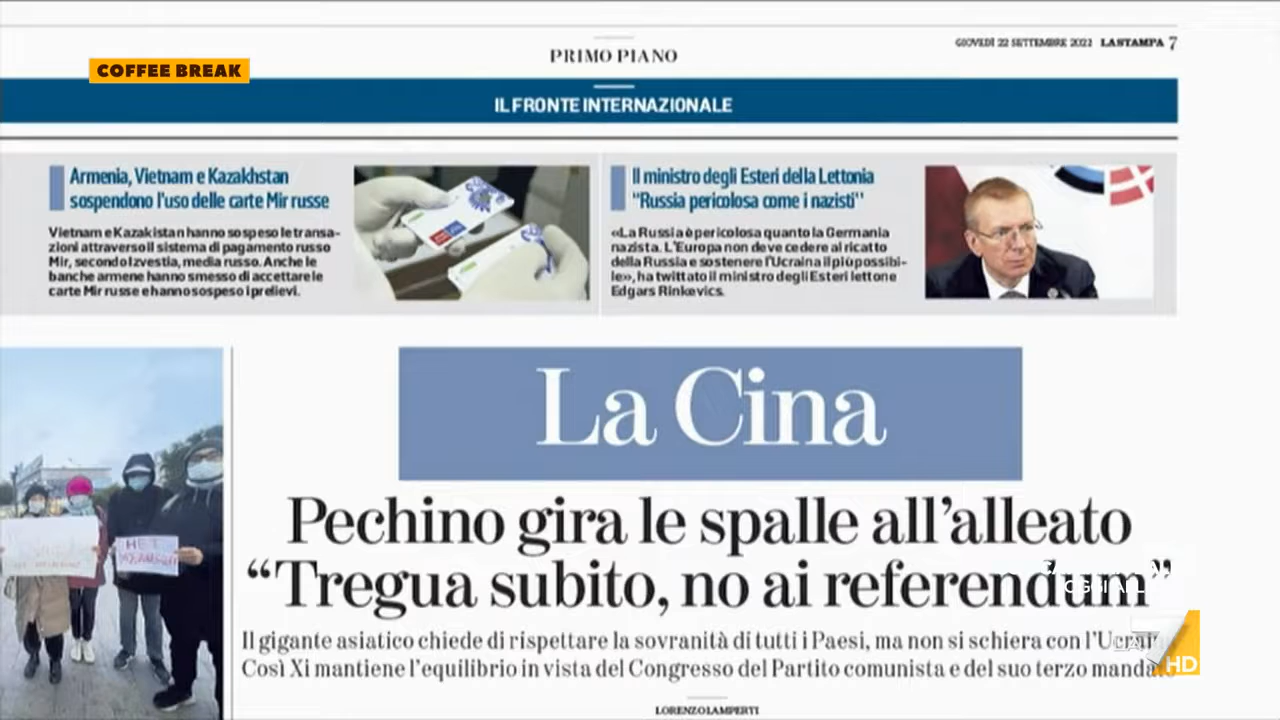 COFFEE BREAK
PRIMO PIANO
GIOVEDÌ 22 SETTEMBRE 2022 LA STAMPA 7
IL FRONTE INTERNAZIONALE
Armenia, Vietnam e Kazakhstan
sospendono l'uso delle carte Mir russe
Vietnam e Kazakistan hanno sospeso le transa-
zioni attraverso il sistema di pagamento russo
Mir, secondo Izvestia, media russo. Anche le
banche armene hanno smesso di accettare le
carte Mir russe e hanno sospeso i prelievi.
Il ministro degli Esteri della Lettonia
"Russia pericolosa come i nazisti"
«La Russia è pericolosa quanto la Germania
nazista. L'Europa non deve cedere al ricatto
della Russia e sostenere l'Ucraina il più possibi-
le», ha twittato il ministro degli Esteri lettone
Edgars Rinkevics.
La Cina
Pechino gira le spalle all'alleato
“Tregua subito, no ai referendum”
Il gigante asiatico chiede di rispettare la sovranità di tutti i Paesi, ma non si schiera con l'Ucraina
Così Xi mantiene l'equilibrio in vista del Congresso del Partito comunista e del suo terzo mandato
LORENZO LAMPERTI
НЕТ
LA7 HD